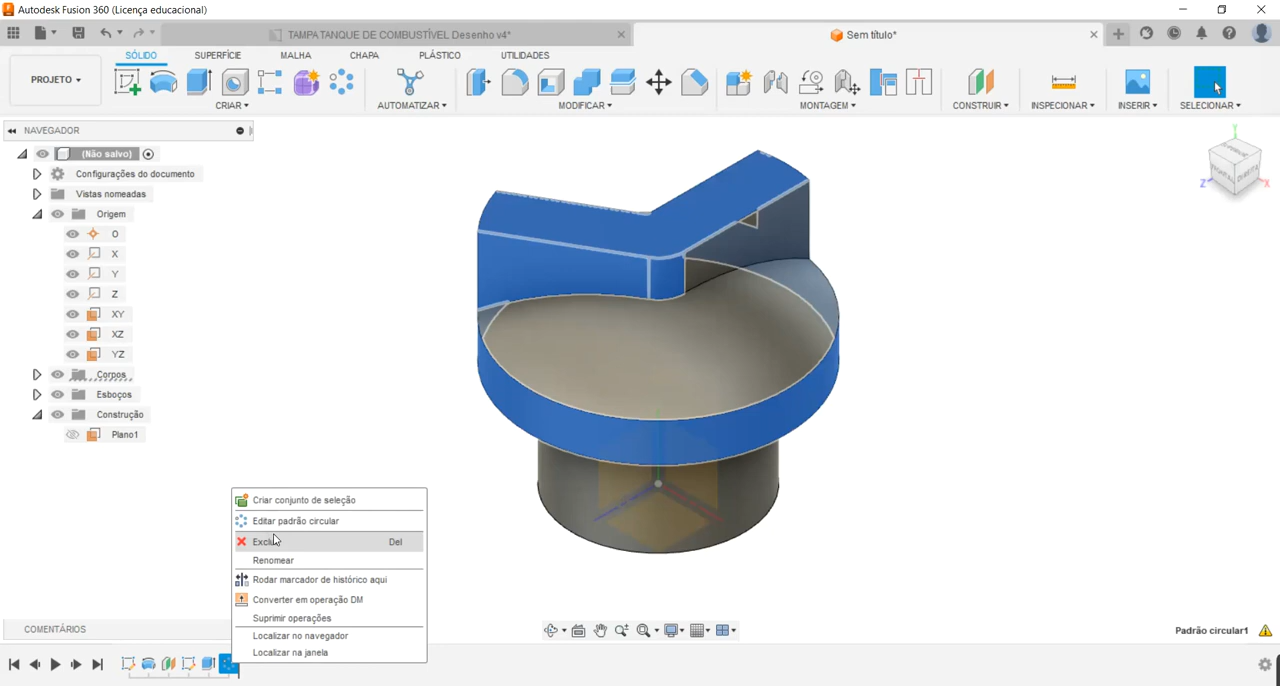 Autodesk Fusion 360 (Licença educacional)
TAMPA TANQUE DE COMBUSTÍVEL Desenho v4*
Sem título*
SÓLIDO SUPERFÍCIE MALHA CHAPA PLÁSTICO UTILIDADES
PROJETO
CRIAR AUTOMATIZAR MODIFICAR MONTAGEM CONSTRUIR INSPECIONAR INSERIR SELECIONAR
NAVEGADOR
(Não salvo)
Configurações do documento
Vistas nomeadas
Origem
O
X
Y
Z
XY
XZ
YZ
Corpos
Esboços
Construção
Plano1
Y
SUPERIOR
FRONTAL DIREITA
Z X
Criar conjunto de seleção
Editar padrão circular
Del
Renomear
Rodar marcador de histórico aqui
Converter em operação DM
Suprimir operações
Localizar no navegador
Localizar na janela
COMENTÁRIOS
Padrão circular1